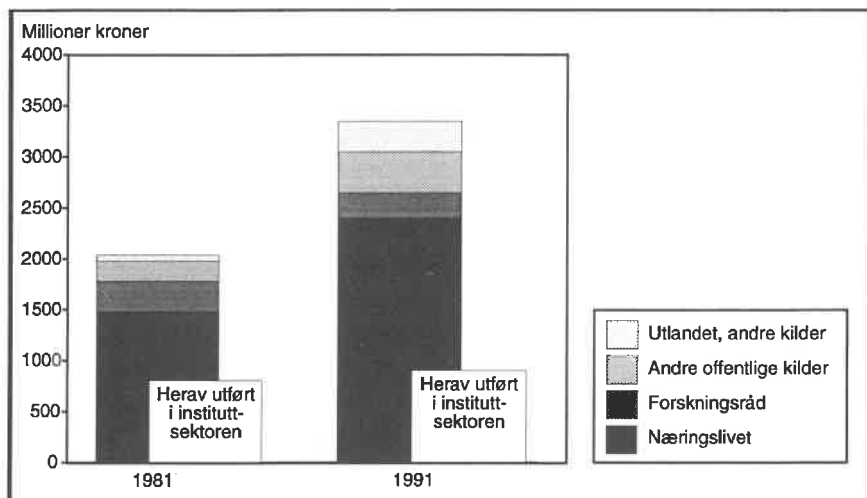 Millioner kroner
4000
3500
3000
2500
2000
1500
1000
500
0
Herav utført
i institutt-
sektoren
Herav utført
i institutt-
sektoren
1981
1991
Utlandet, andre kilder
Andre offentlige kilder
Forskningsråd
Næringslivet